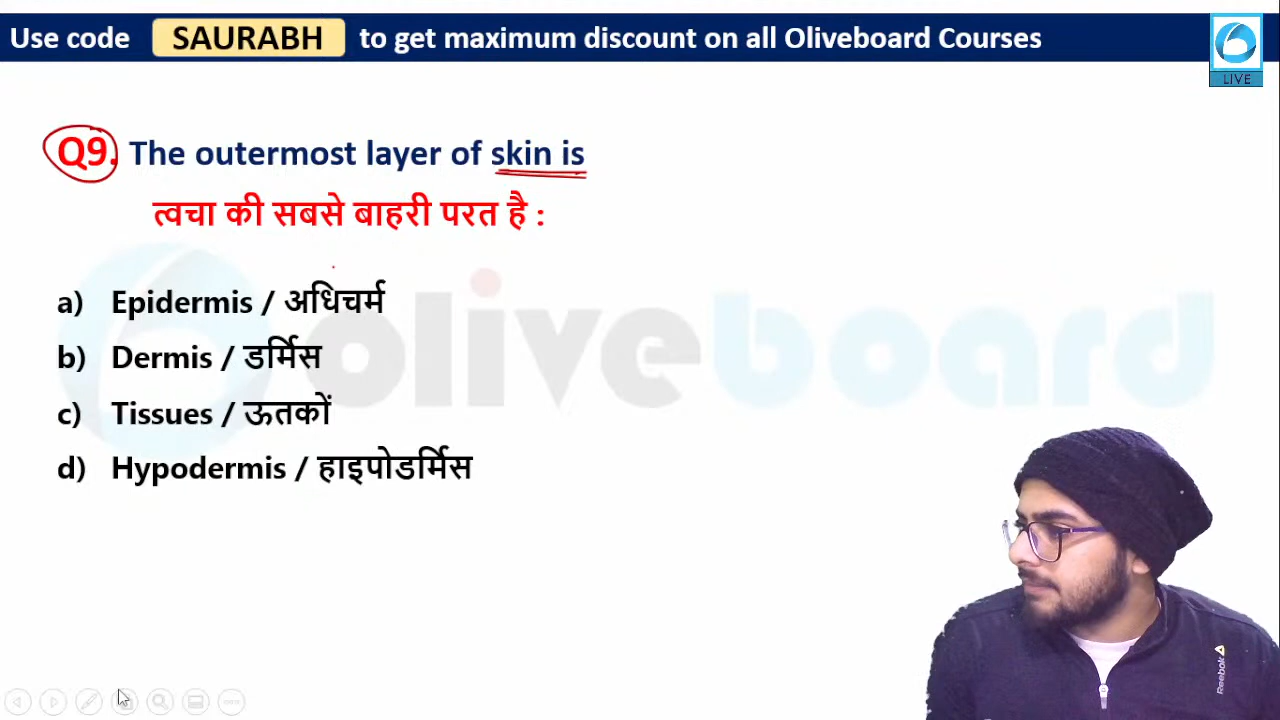 Use code SAURABH to get maximum discount on all Oliveboard Courses
LIVE
Q9. The outermost layer of skin is
त्वचा की सबसे बाहरी परत है :
a) Epidermis / अधिचर्म
b) Dermis / डर्मिस
c) Tissues / ऊतकों
d) Hypodermis / हाइपोडर्मिस
oliveboard
Reebok